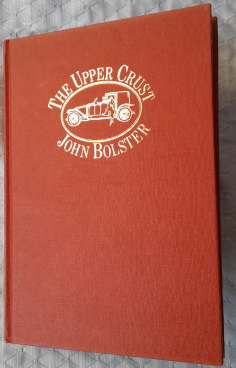 THE UPPER CRUST
JOHN BOLSTER